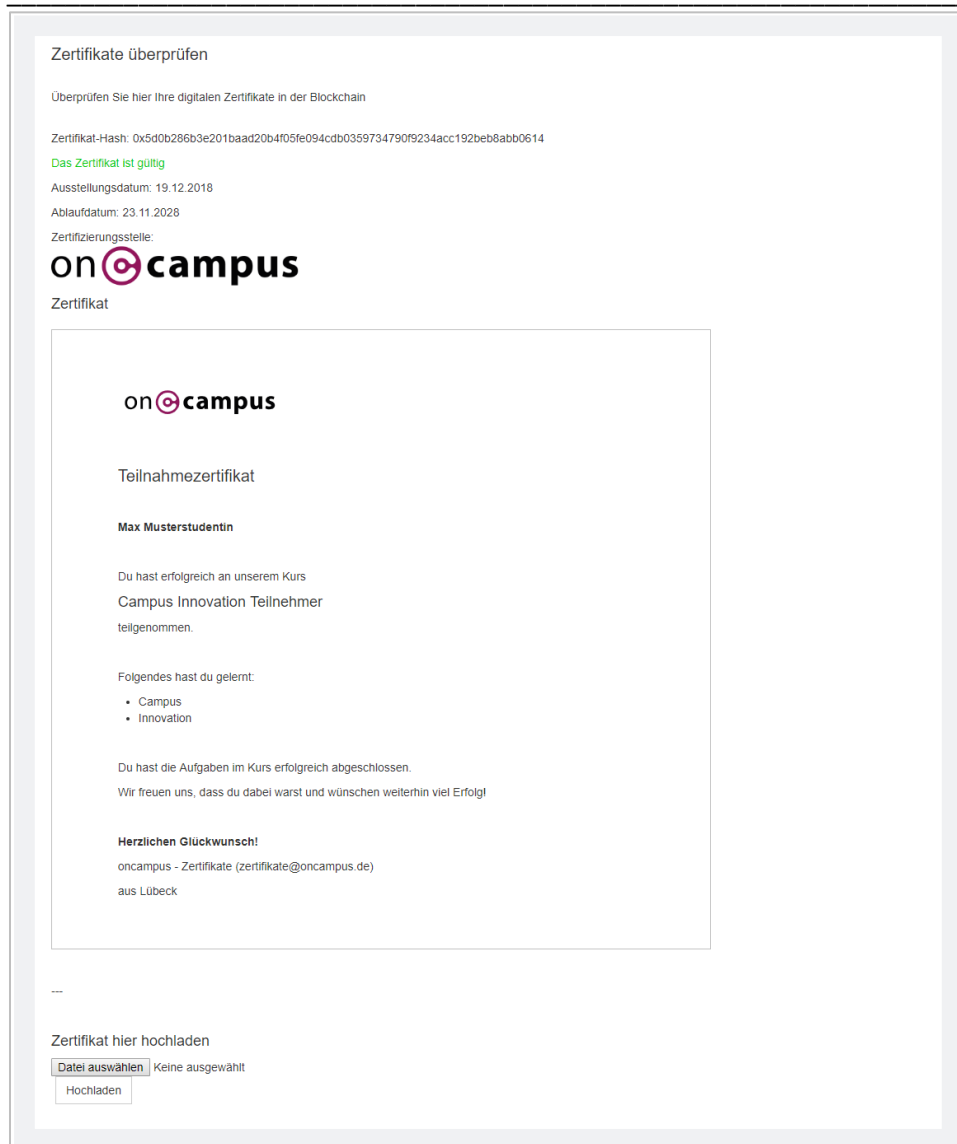 Zertifikate überprüfen
Überprüfen Sie hier Ihre digitalen Zertifikate in der Blockchain
Zertifikat-Hash: 0x5d0b286b3e201baad20b4f05fe094cdb0359734790f9234acc192beb8abb0614
Das Zertifikat ist gültig
Ausstellungsdatum: 19.12.2018
Ablaufdatum: 23.11.2028
Zertifizierungsstelle:
oncampus
Zertifikat
oncampus
Teilnahmezertifikat
Max Musterstudentin
Du hast erfolgreich an unserem Kurs
Campus Innovation Teilnehmer
teilgenommen.
Folgendes hast du gelernt:
• Campus
• Innovation
Du hast die Aufgaben im Kurs erfolgreich abgeschlossen.
Wir freuen uns, dass du dabei warst und wünschen weiterhin viel Erfolg!
Herzlichen Glückwunsch!
oncampus - Zertifikate (zertifikate@oncampus.de)
aus Lübeck
---
Zertifikat hier hochladen
Datei auswählen Keine ausgewählt
Hochladen